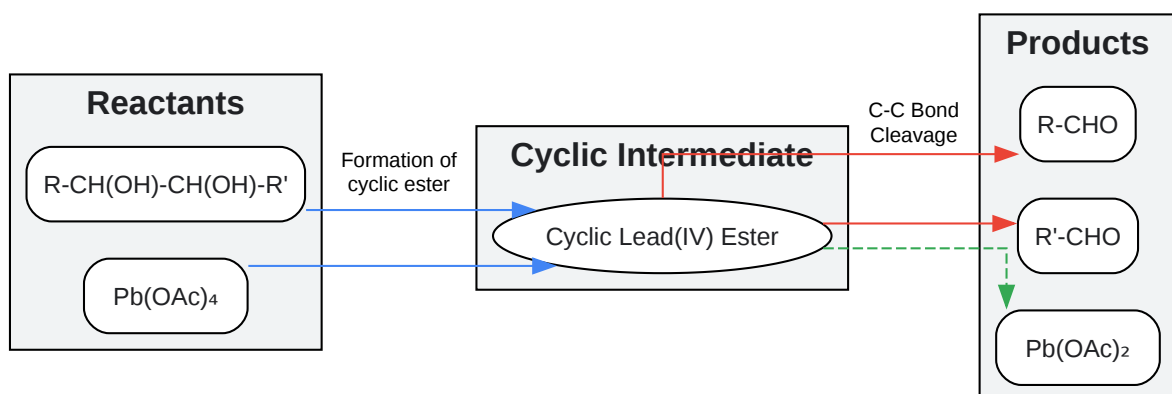 Reactants
R-CH(OH)-CH(OH)-R'
Pb(OAc)₄
Formation of
cyclic ester
Cyclic Intermediate
Cyclic Lead(IV) Ester
C-C Bond
Cleavage
Products
R-CHO
R'-CHO
Pb(OAc)₂